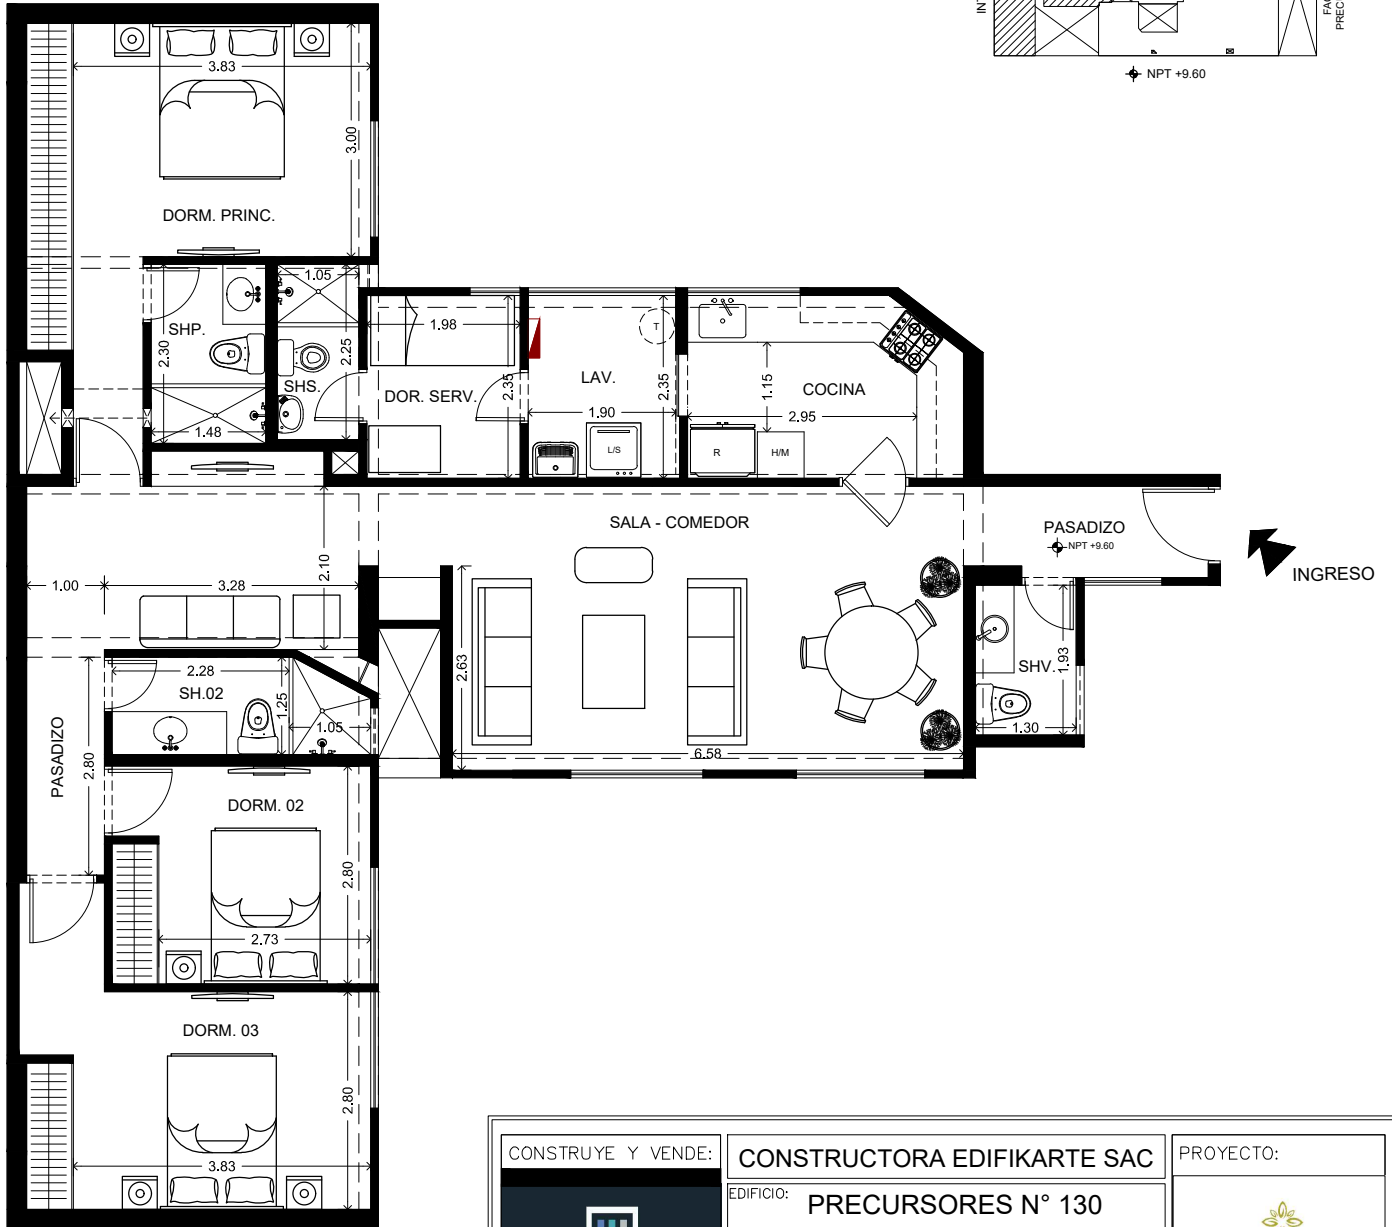 3.83
3.00
DORM. PRINC.
NPT +9.60
1.05
SHP.
2.30
1.48
SHS.
2.25
1.98
2.35
DOR. SERV.
T
LAV.
2.35
1.90
L/S
COCINA
1.15
2.95
R
H/M
SALA - COMEDOR
PASADIZO
NPT +9.60
INGRESO
1.00
3.28
2.10
2.63
6.58
SHV.
1.93
1.30
2.28
SH.02
1.25
1.05
PASADIZO
2.80
DORM. 02
2.80
2.73
DORM. 03
2.80
3.83
CONSTRUYE Y VENDE:
CONSTRUCTORA EDIFIKARTE SAC
PROYECTO:
EDIFICIO:
PRECURSORES N° 130